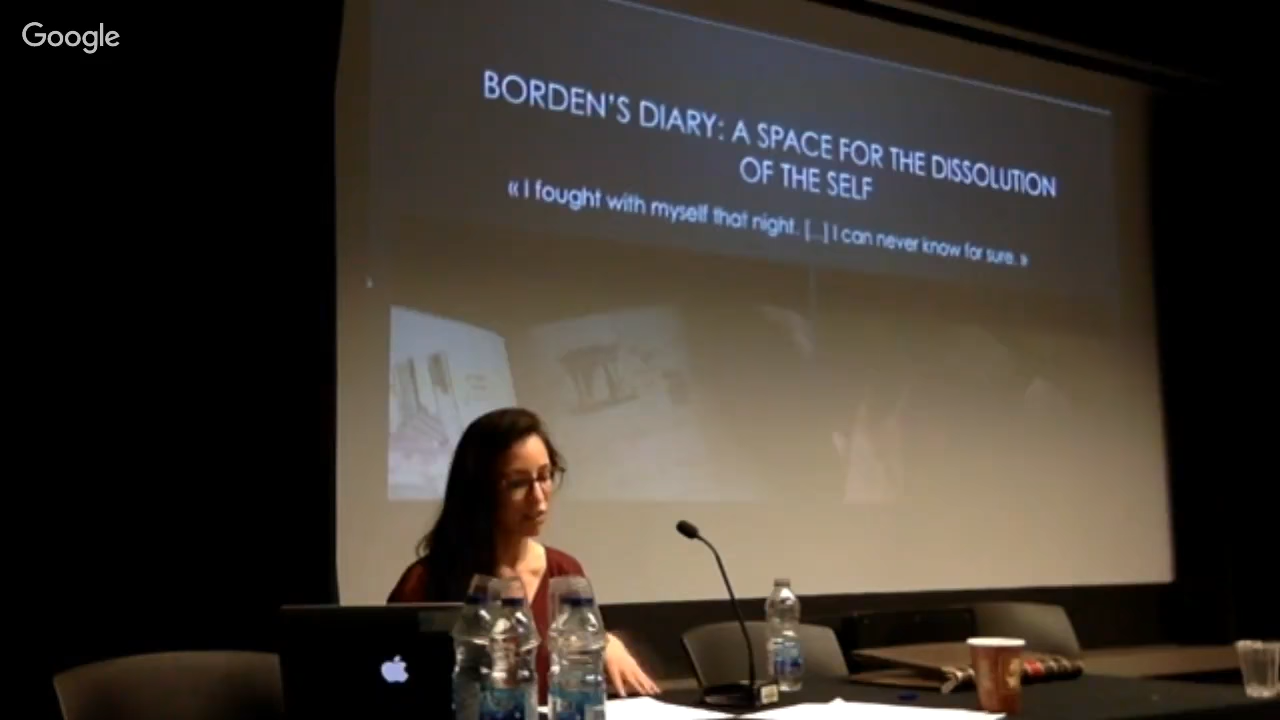 Google
BORDEN'S DIARY: A SPACE FOR THE DISSOLUTION
OF THE SELF
« I fought with myself that night. [...] I can never know for sure. »